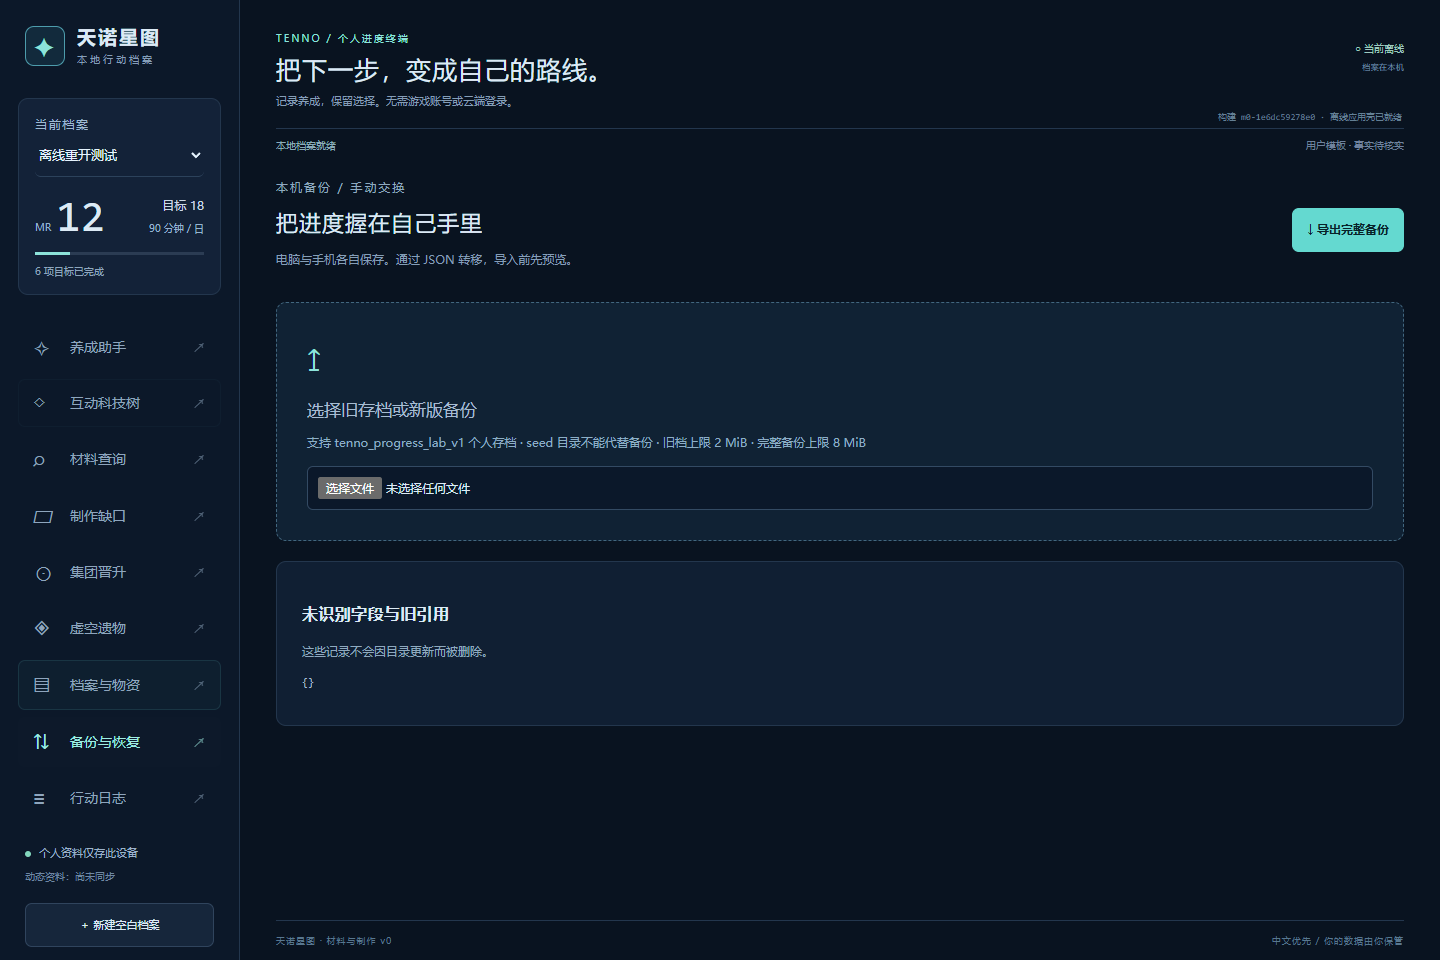 天诺星图
本地行动档案
当前档案
离线重开测试
MR 12
目标 18
90 分钟 / 日
6 项目标已完成
养成助手
互动科技树
材料查询
制作缺口
集团晋升
虚空遗物
档案与物资
备份与恢复
行动日志
个人资料仅存此设备
动态资料：尚未同步
+ 新建空白档案
TENNO / 个人进度终端
把下一步，变成自己的路线。
记录养成，保留选择。无需游戏账号或云端登录。
当前离线
档案在本机
构建 m0-1e6dc59278e0 · 离线应用壳已就绪
本地档案就绪
用户模板 · 事实待核实
本机备份 / 手动交换
把进度握在自己手里
电脑与手机各自保存。通过 JSON 转移，导入前先预览。
↓ 导出完整备份
选择旧存档或新版备份
支持 tenno_progress_lab_v1 个人存档 · seed 目录不能代替备份 · 旧档上限 2 MiB · 完整备份上限 8 MiB
选择文件 未选择任何文件
未识别字段与旧引用
这些记录不会因目录更新而被删除。
{}
天诺星图 · 材料与制作 v0
中文优先 / 你的数据由你保管